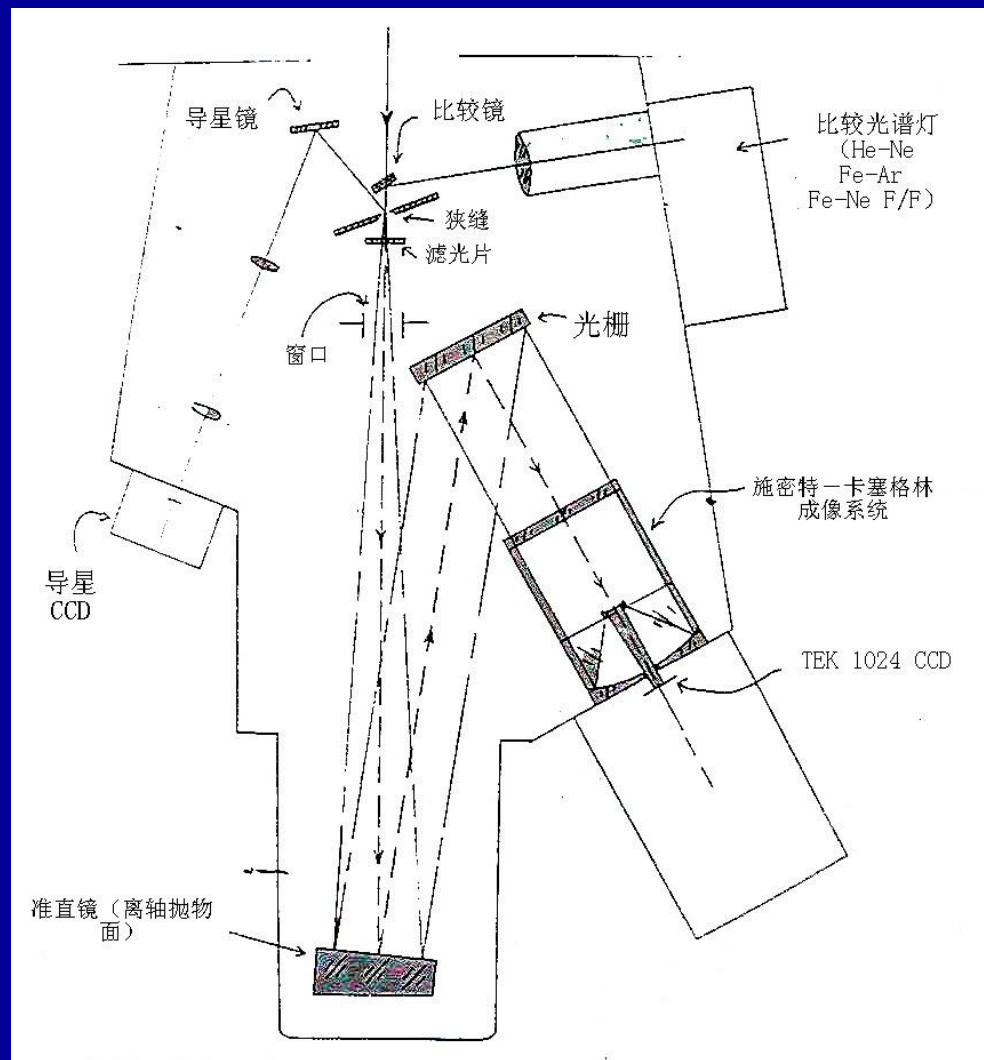 导星镜
比较镜
比较光谱灯
(He-Ne
Fe-Ar
Fe-Ne F/F)
狭缝
滤光片
窗口
光栅
施密特－卡塞格林
成像系统
导星
CCD
TEK 1024 CCD
准直镜（离轴抛物
面）